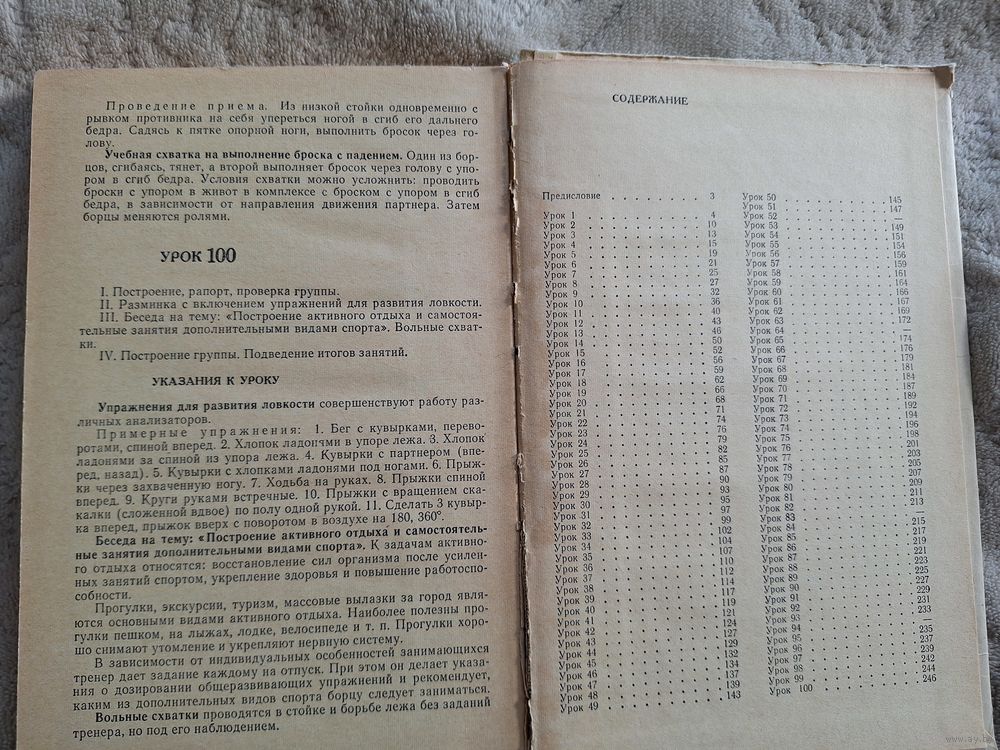 Проведение приема. Из низкой стойки одновременно с
рывком противника на себя упереться ногой в сгиб его дальнего
бедра. Садясь к пятке опорной ноги, выполнить бросок через го-
лову.
Учебная схватка на выполнение броска с падением. Один из бор-
цов, сгибаясь, тянет, а второй выполняет бросок через голову с упо-
ром в сгиб бедра. Условия схватки можно усложнить: проводить
броски с упором в живот в комплексе с броском с упором в сгиб
бедра, в зависимости от направления движения партнера. Затем
борцы меняются ролями.
УРОК 100
I. Построение, рапорт, проверка группы.
II. Разминка с включением упражнений для развития ловкости.
III. Беседа на тему: «Построение активного отдыха и самостоя-
тельные занятия дополнительными видами спорта». Вольные схват-
ки.
IV. Построение группы. Подведение итогов занятий.
УКАЗАНИЯ К УРОКУ
Упражнения для развития ловкости совершенствуют работу раз-
личных анализаторов.
Примерные упражнения: 1. Бег с кувырками, переворо-
тами, спиной вперед. 2. Хлопок ладонями в упоре лежа. 3. Хлопок
ладонями за спиной из упора лежа. 4. Кувырки с партнером (впе-
ред, назад). 5. Кувырки с хлопками ладонями под ногами. 6. Прыж-
ки через захваченную ногу. 7. Ходьба на руках. 8. Прыжки спиной
вперед. 9. Круги руками встречные. 10. Прыжки с вращением ска-
калки (сложенной вдвое) по полу одной рукой. 11. Сделать 3 кувыр-
ка вперед, прыжок вверх с поворотом в воздухе на 180, 360°.
Беседа на тему: «Построение активного отдыха и самостоятель-
ные занятия дополнительными видами спорта». К задачам активно-
го отдыха относятся: восстановление сил организма после усилен-
ных занятий спортом, укрепление здоровья и повышение работоспо-
собности.
Прогулки, экскурсии, туризм, массовые вылазки за город явля-
ются основными видами активного отдыха. Наиболее полезны про-
гулки пешком, на лыжах, лодке, велосипеде и т. п. Прогулки хоро-
шо снимают утомление и укрепляют нервную систему.
В зависимости от индивидуальных особенностей занимающихся
тренер дает задание каждому на отпуск. При этом он делает указа-
ния о дозировании общеразвивающих упражнений и рекомендует,
каким из дополнительных видов спорта борцу следует заниматься.
Вольные схватки проводятся в стойке и борьбе лежа без заданий
тренера, но под его наблюдением.
СОДЕРЖАНИЕ
Предисловие 3
Урок 1 4
Урок 2 10
Урок 3 13
Урок 4 15
Урок 5 19
Урок 6 21
Урок 7 25
Урок 8 27
Урок 9 32
Урок 10 36
Урок 11 40
Урок 12 43
Урок 13 46
Урок 14 50
Урок 15 52
Урок 16 56
Урок 17 59
Урок 18 62
Урок 19 66
Урок 20 68
Урок 21 71
Урок 22 74
Урок 23 76
Урок 24 79
Урок 25 82
Урок 26 85
Урок 27 87
Урок 28 90
Урок 29 93
Урок 30 95
Урок 31 97
Урок 32 99
Урок 33 102
Урок 34 104
Урок 35 107
Урок 36 110
Урок 37 112
Урок 38 114
Урок 39 117
Урок 40 119
Урок 41 121
Урок 42 124
Урок 43 127
Урок 44 129
Урок 45 132
Урок 46 134
Урок 47 137
Урок 48 139
Урок 49 143
Урок 50 145
Урок 51 147
Урок 52 —
Урок 53 149
Урок 54 151
Урок 55 154
Урок 56 156
Урок 57 159
Урок 58 161
Урок 59 164
Урок 60 166
Урок 61 167
Урок 62 169
Урок 63 172
Урок 64 —
Урок 65 174
Урок 66 176
Урок 67 179
Урок 68 181
Урок 69 184
Урок 70 187
Урок 71 189
Урок 72 192
Урок 73 194
Урок 74 196
Урок 75 198
Урок 76 201
Урок 77 203
Урок 78 205
Урок 79 207
Урок 80 209
Урок 81 211
Урок 82 213
Урок 83 —
Урок 84 215
Урок 85 217
Урок 86 219
Урок 87 221
Урок 88 223
Урок 89 225
Урок 90 227
Урок 91 229
Урок 92 231
Урок 93 233
Урок 94 —
Урок 95 235
Урок 96 237
Урок 97 239
Урок 98 242
Урок 99 244
Урок 100 246